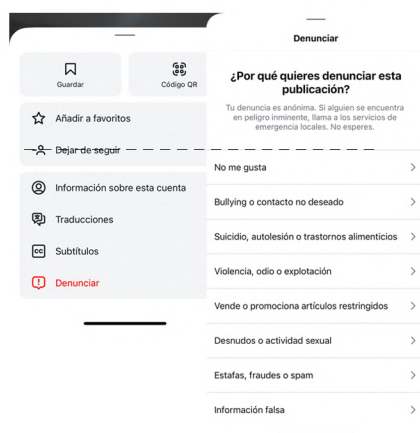 Guardar
Código QR
Añadir a favoritos
Dejar de seguir
Información sobre esta cuenta
Traducciones
CC Subtítulos
Denunciar
Denunciar
¿Por qué quieres denunciar esta
publicación?
Tu denuncia es anónima. Si alguien se encuentra
en peligro inminente, llama a los servicios de
emergencia locales. No esperes.
No me gusta
Bullying o contacto no deseado
Suicidio, autolesión o trastornos alimenticios
Violencia, odio o explotación
Vende o promociona artículos restringidos
Desnudos o actividad sexual
Estafas, fraudes o spam
Información falsa